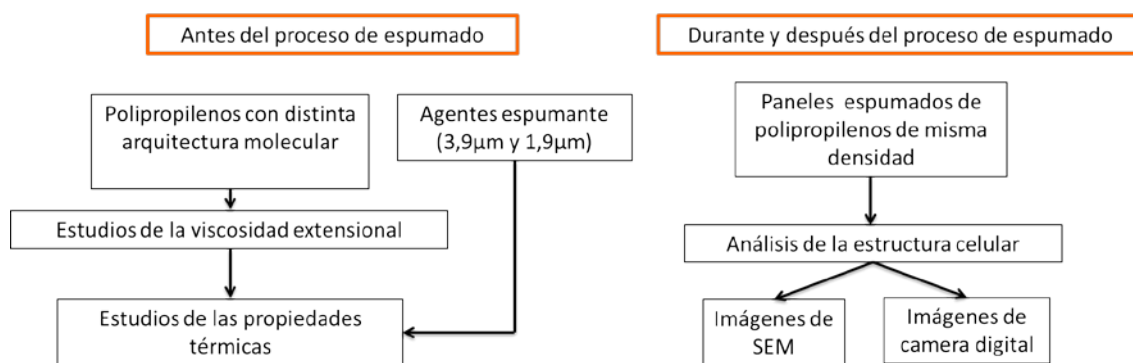 Antes del proceso de espumado
Polipropilenos con distinta
arquitectura molecular
Agentes espumante
(3,9µm y 1,9µm)
Estudios de la viscosidad extensional
Estudios de las propiedades
térmicas
Durante y después del proceso de espumado
Paneles espumados de
polipropilenos de misma
densidad
Análisis de la estructura celular
Imágenes de
SEM
Imágenes de
camera digital